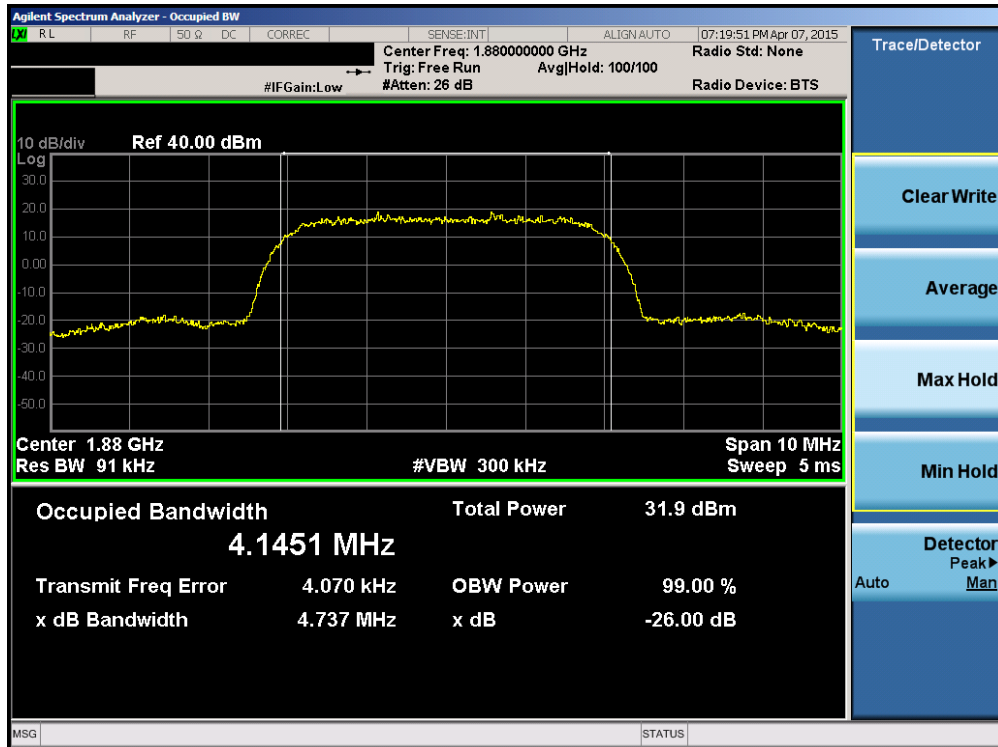 Agilent Spectrum Analyzer - Occupied BW
LXI RL RF 50 Ω DC CORREC SENSE:INT ALIGN AUTO 07:19:51 PM Apr 07, 2015
Center Freq: 1.880000000 GHz Radio Std: None
Trig: Free Run Avg|Hold: 100/100
#IFGain:Low #Atten: 26 dB Radio Device: BTS
10 dB/div Ref 40.00 dBm
Log
30.0
20.0
10.0
0.00
-10.0
-20.0
-30.0
-40.0
-50.0
Center 1.88 GHz Span 10 MHz
Res BW 91 kHz #VBW 300 kHz Sweep 5 ms
Occupied Bandwidth Total Power 31.9 dBm
4.1451 MHz
Transmit Freq Error 4.070 kHz OBW Power 99.00 %
x dB Bandwidth 4.737 MHz x dB -26.00 dB
MSG STATUS
Trace/Detector
Clear Write
Average
Max Hold
Min Hold
Detector
Peak▶
Auto Man